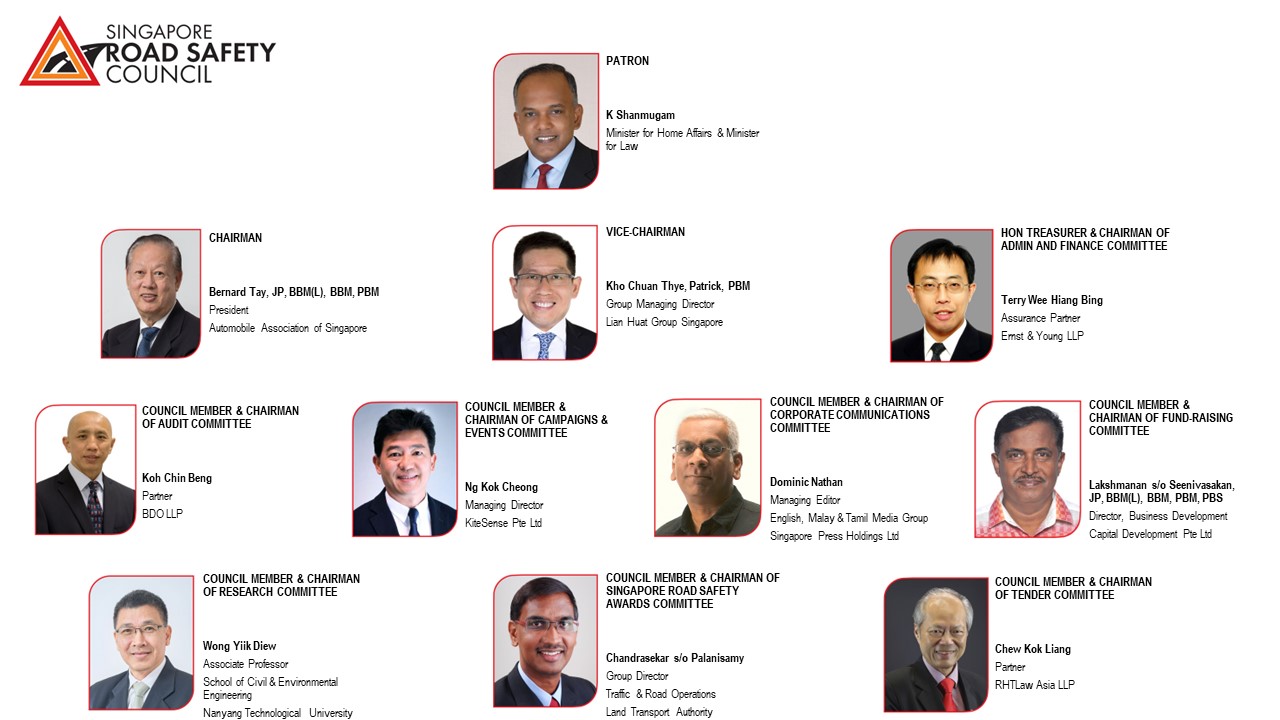 SINGAPORE
ROAD SAFETY
COUNCIL
PATRON
K Shanmugam
Minister for Home Affairs & Minister
for Law
CHAIRMAN
Bernard Tay, JP, BBM(L), BBM, PBM
President
Automobile Association of Singapore
VICE-CHAIRMAN
Kho Chuan Thye, Patrick, PBM
Group Managing Director
Lian Huat Group Singapore
HON TREASURER & CHAIRMAN OF
ADMIN AND FINANCE COMMITTEE
Terry Wee Hiang Bing
Assurance Partner
Ernst & Young LLP
COUNCIL MEMBER & CHAIRMAN
OF AUDIT COMMITTEE
Koh Chin Beng
Partner
BDO LLP
COUNCIL MEMBER &
CHAIRMAN OF CAMPAIGNS &
EVENTS COMMITTEE
Ng Kok Cheong
Managing Director
KiteSense Pte Ltd
COUNCIL MEMBER & CHAIRMAN OF
CORPORATE COMMUNICATIONS
COMMITTEE
Dominic Nathan
Managing Editor
English, Malay & Tamil Media Group
Singapore Press Holdings Ltd
COUNCIL MEMBER &
CHAIRMAN OF FUND-RAISING
COMMITTEE
Lakshmanan s/o Seenivasakan,
JP, BBM(L), BBM, PBM, PBS
Director, Business Development
Capital Development Pte Ltd
COUNCIL MEMBER & CHAIRMAN
OF RESEARCH COMMITTEE
Wong Yiik Diew
Associate Professor
School of Civil & Environmental
Engineering
Nanyang Technological University
COUNCIL MEMBER & CHAIRMAN OF
SINGAPORE ROAD SAFETY
AWARDS COMMITTEE
Chandrasekar s/o Palanisamy
Group Director
Traffic & Road Operations
Land Transport Authority
COUNCIL MEMBER & CHAIRMAN
OF TENDER COMMITTEE
Chew Kok Liang
Partner
RHTLaw Asia LLP